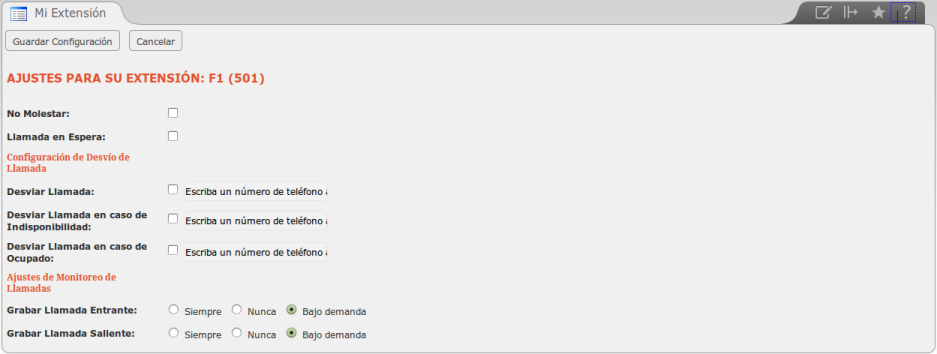 Mi Extensión
?
Guardar Configuración Cancelar
AJUSTES PARA SU EXTENSIÓN: F1 (501)
No Molestar:
Llamada en Espera:
Configuración de Desvío de
Llamada
Desviar Llamada: Escriba un número de teléfono
Desviar Llamada en caso de
Indisponibilidad: Escriba un número de teléfono
Desviar Llamada en caso de
Ocupado: Escriba un número de teléfono
Ajustes de Monitoreo de
Llamadas
Grabar Llamada Entrante: Siempre Nunca Bajo demanda
Grabar Llamada Saliente: Siempre Nunca Bajo demanda